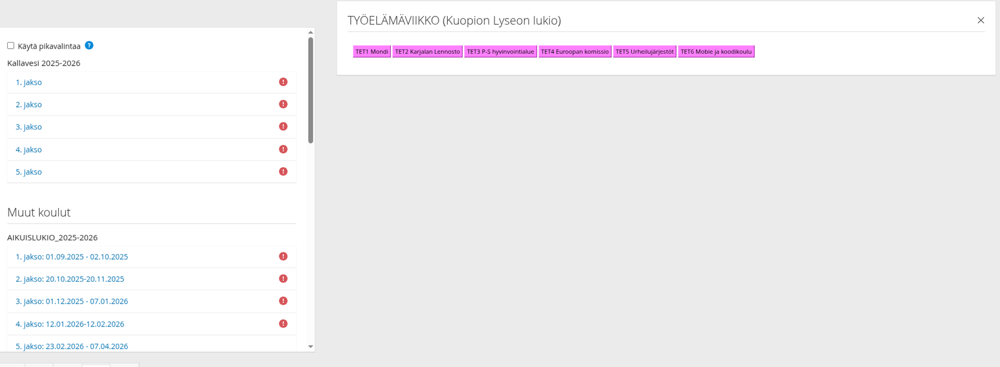 Käytä pikavalintaa ?
Kallavesi 2025-2026
1. jakso
2. jakso
3. jakso
4. jakso
5. jakso
Muut koulut
AIKUISLUKIO_2025-2026
1. jakso: 01.09.2025 - 02.10.2025
2. jakso: 20.10.2025-20.11.2025
3. jakso: 01.12.2025 - 07.01.2026
4. jakso: 12.01.2026-12.02.2026
5. jakso: 23.02.2026 - 07.04.2026
TYÖELÄMÄVIIKKO (Kuopion Lyseon lukio)
TET1 Mondi TET2 Karjalan Lennosto TET3 P-S hyvinvointialue TET4 Euroopan komissio TET5 Urheilujärjestöt TET6 Mobie ja koodikoulu